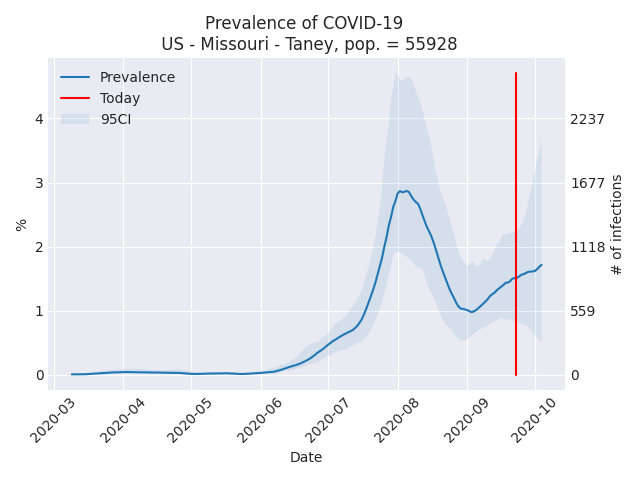 Prevalence of COVID-19
US - Missouri - Taney, pop. = 55928
Prevalence
Today
95CI
4
3
2
1
0
%
2237
1677
1118
559
0
# of infections
2020-03
2020-04
2020-05
2020-06
2020-07
2020-08
2020-09
2020-10
Date